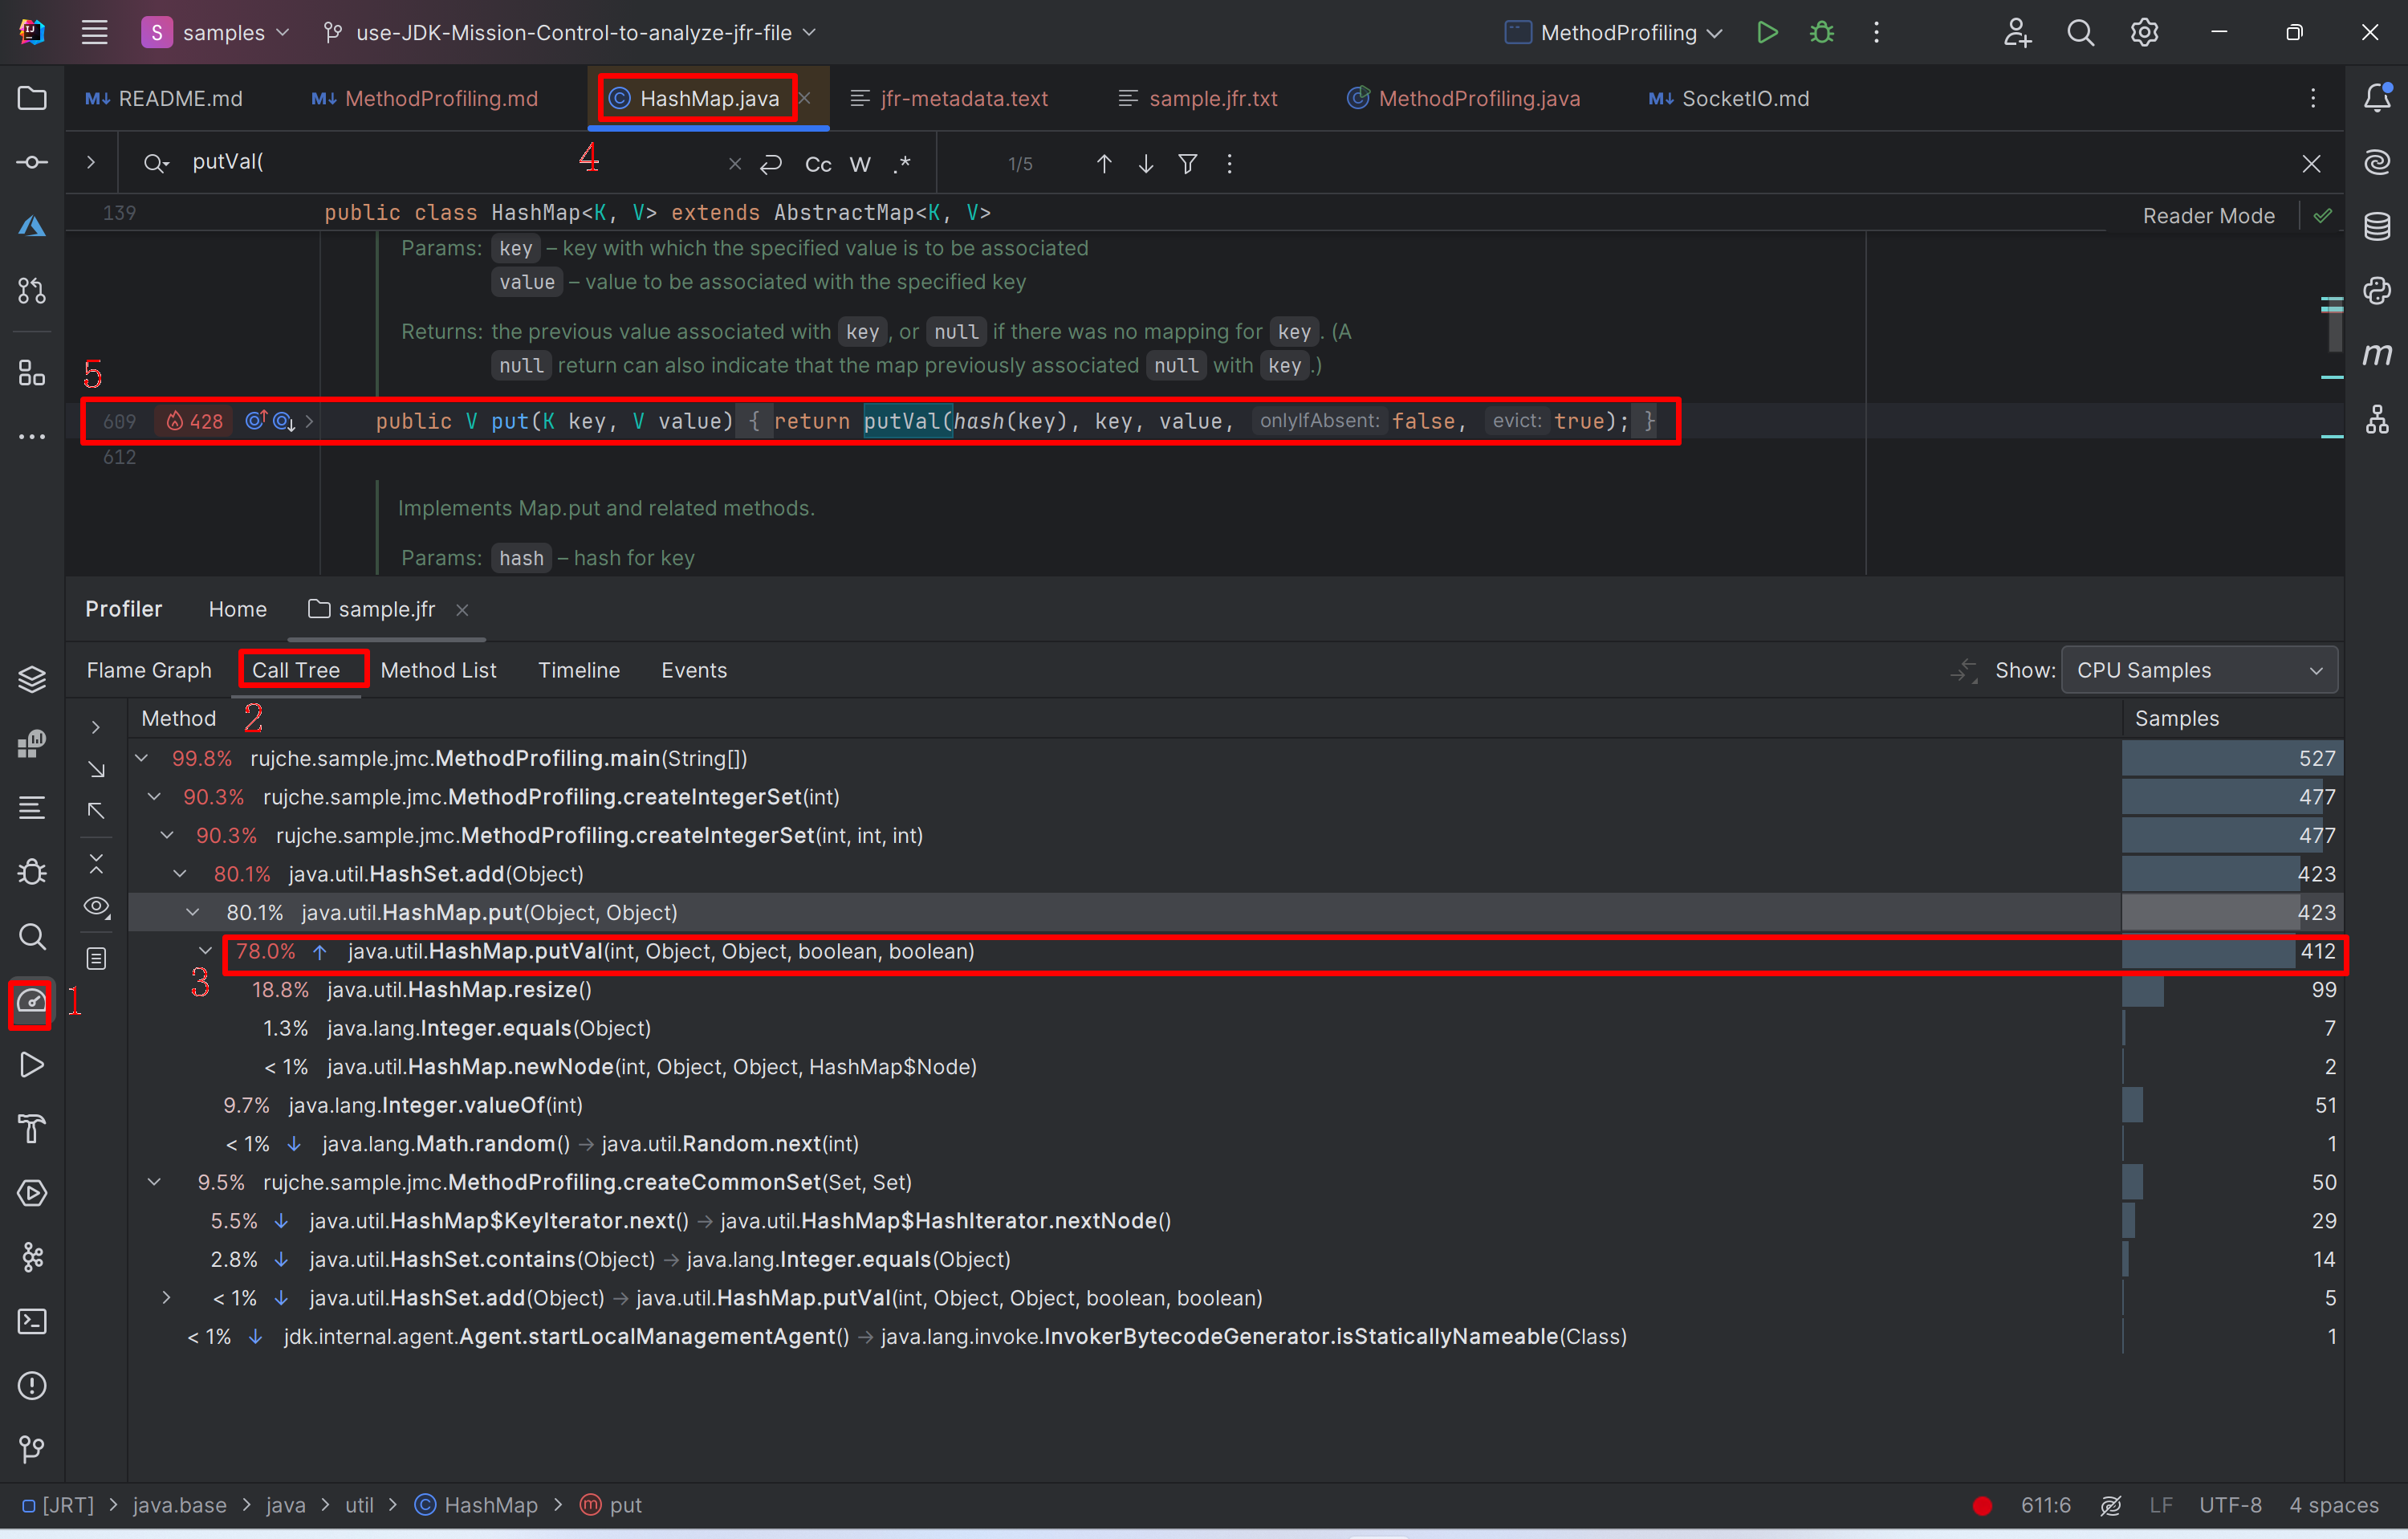 S samples use-JDK-Mission-Control-to-analyze-jfr-file MethodProfiling
README.md MethodProfiling.md HashMap.java jfr-metadata.text sample.jfr.txt MethodProfiling.java SocketIO.md
putVal( Cc W .* 1/5
4
139 public class HashMap<K, V> extends AbstractMap<K, V>
Reader Mode
Params: key – key with which the specified value is to be associated
value – value to be associated with the specified key
Returns: the previous value associated with key, or null if there was no mapping for key. (A
null return can also indicate that the map previously associated null with key.)
5
609 428 public V put(K key, V value) { return putVal(hash(key), key, value, onlyIfAbsent: false, evict: true); }
612
Implements Map.put and related methods.
Params: hash – hash for key
Profiler Home sample.jfr
Flame Graph Call Tree Method List Timeline Events Show: CPU Samples
Method 2 Samples
99.8% rujche.sample.jmc.MethodProfiling.main(String[]) 527
90.3% rujche.sample.jmc.MethodProfiling.createIntegerSet(int) 477
90.3% rujche.sample.jmc.MethodProfiling.createIntegerSet(int, int, int) 477
80.1% java.util.HashSet.add(Object) 423
80.1% java.util.HashMap.put(Object, Object) 423
78.0% ↑ java.util.HashMap.putVal(int, Object, Object, boolean, boolean) 412
3
18.8% java.util.HashMap.resize() 99
1
1.3% java.lang.Integer.equals(Object) 7
< 1% java.util.HashMap.newNode(int, Object, Object, HashMap$Node) 2
9.7% java.lang.Integer.valueOf(int) 51
< 1% ↓ java.lang.Math.random() → java.util.Random.next(int) 1
9.5% rujche.sample.jmc.MethodProfiling.createCommonSet(Set, Set) 50
5.5% ↓ java.util.HashMap$KeyIterator.next() → java.util.HashMap$HashIterator.nextNode() 29
2.8% ↓ java.util.HashSet.contains(Object) → java.lang.Integer.equals(Object) 14
< 1% ↓ java.util.HashSet.add(Object) → java.util.HashMap.putVal(int, Object, Object, boolean, boolean) 5
< 1% ↓ jdk.internal.agent.Agent.startLocalManagementAgent() → java.lang.invoke.InvokerBytecodeGenerator.isStaticallyNameable(Class) 1
[JRT] > java.base > java > util > HashMap > put 611:6 LF UTF-8 4 spaces